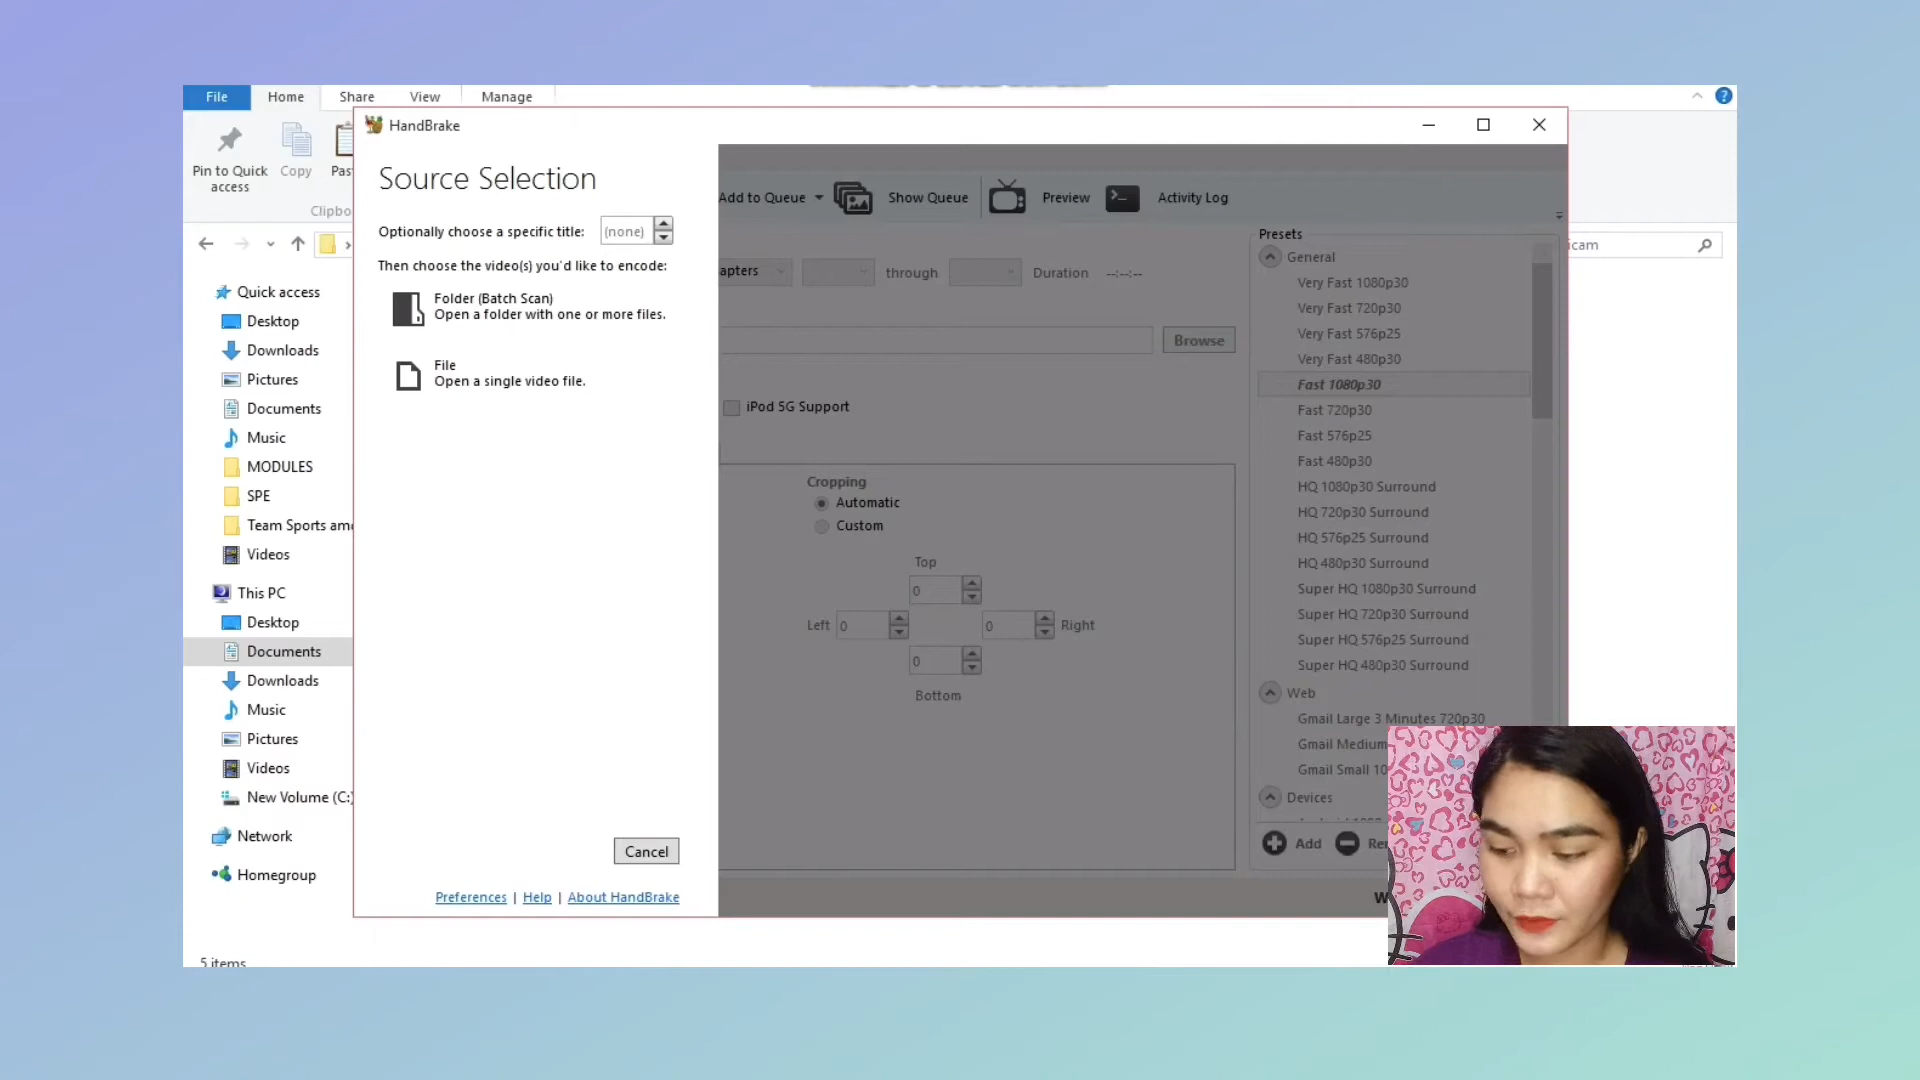 File Home Share View Manage
Pin to Quick access
Copy
Clipbo
Quick access
Desktop
Downloads
Pictures
Documents
Music
MODULES
SPE
Team Sports
Videos
This PC
Desktop
Documents
Downloads
Music
Pictures
Videos
New Volume (C:)
Network
Homegroup
5 items
HandBrake
Source Selection
Optionally choose a specific title: (none)
Then choose the video(s) you'd like to encode:
Folder (Batch Scan)
Open a folder with one or more files.
File
Open a single video file.
Cancel
Preferences | Help | About HandBrake
Add to Queue Show Queue Preview Activity Log
apters through Duration --:--:--
Browse
iPod 5G Support
Cropping
Automatic
Custom
Top
0
Left 0 0 Right
0
Bottom
Presets
General
Very Fast 1080p30
Very Fast 720p30
Very Fast 576p25
Very Fast 480p30
Fast 1080p30
Fast 720p30
Fast 576p25
Fast 480p30
HQ 1080p30 Surround
HQ 720p30 Surround
HQ 576p25 Surround
HQ 480p30 Surround
Super HQ 1080p30 Surround
Super HQ 720p30 Surround
Super HQ 576p25 Surround
Super HQ 480p30 Surround
Web
Gmail Large 3 Minutes 720p30
Gmail Medium
Gmail Small 10
Devices
Add Re
icam